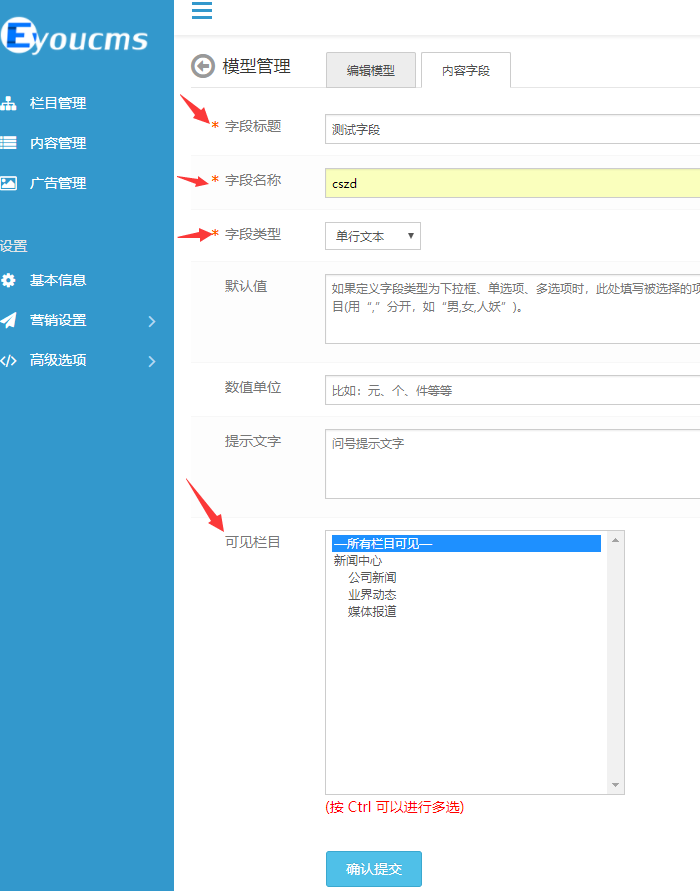 Eyoucms
栏目管理
内容管理
广告管理
设置
基本信息
营销设置
高级选项
模型管理
编辑模型
内容字段
* 字段标题
测试字段
* 字段名称
cszd
* 字段类型
单行文本
默认值
如果定义字段类型为下拉框、单选项、多选项时，此处填写被选择的项
目(用“,”分开，如“男,女,人妖”)。
数值单位
比如：元、个、件等等
提示文字
问号提示文字
可见栏目
—所有栏目可见—
新闻中心
公司新闻
业界动态
媒体报道
(按 Ctrl 可以进行多选)
确认提交